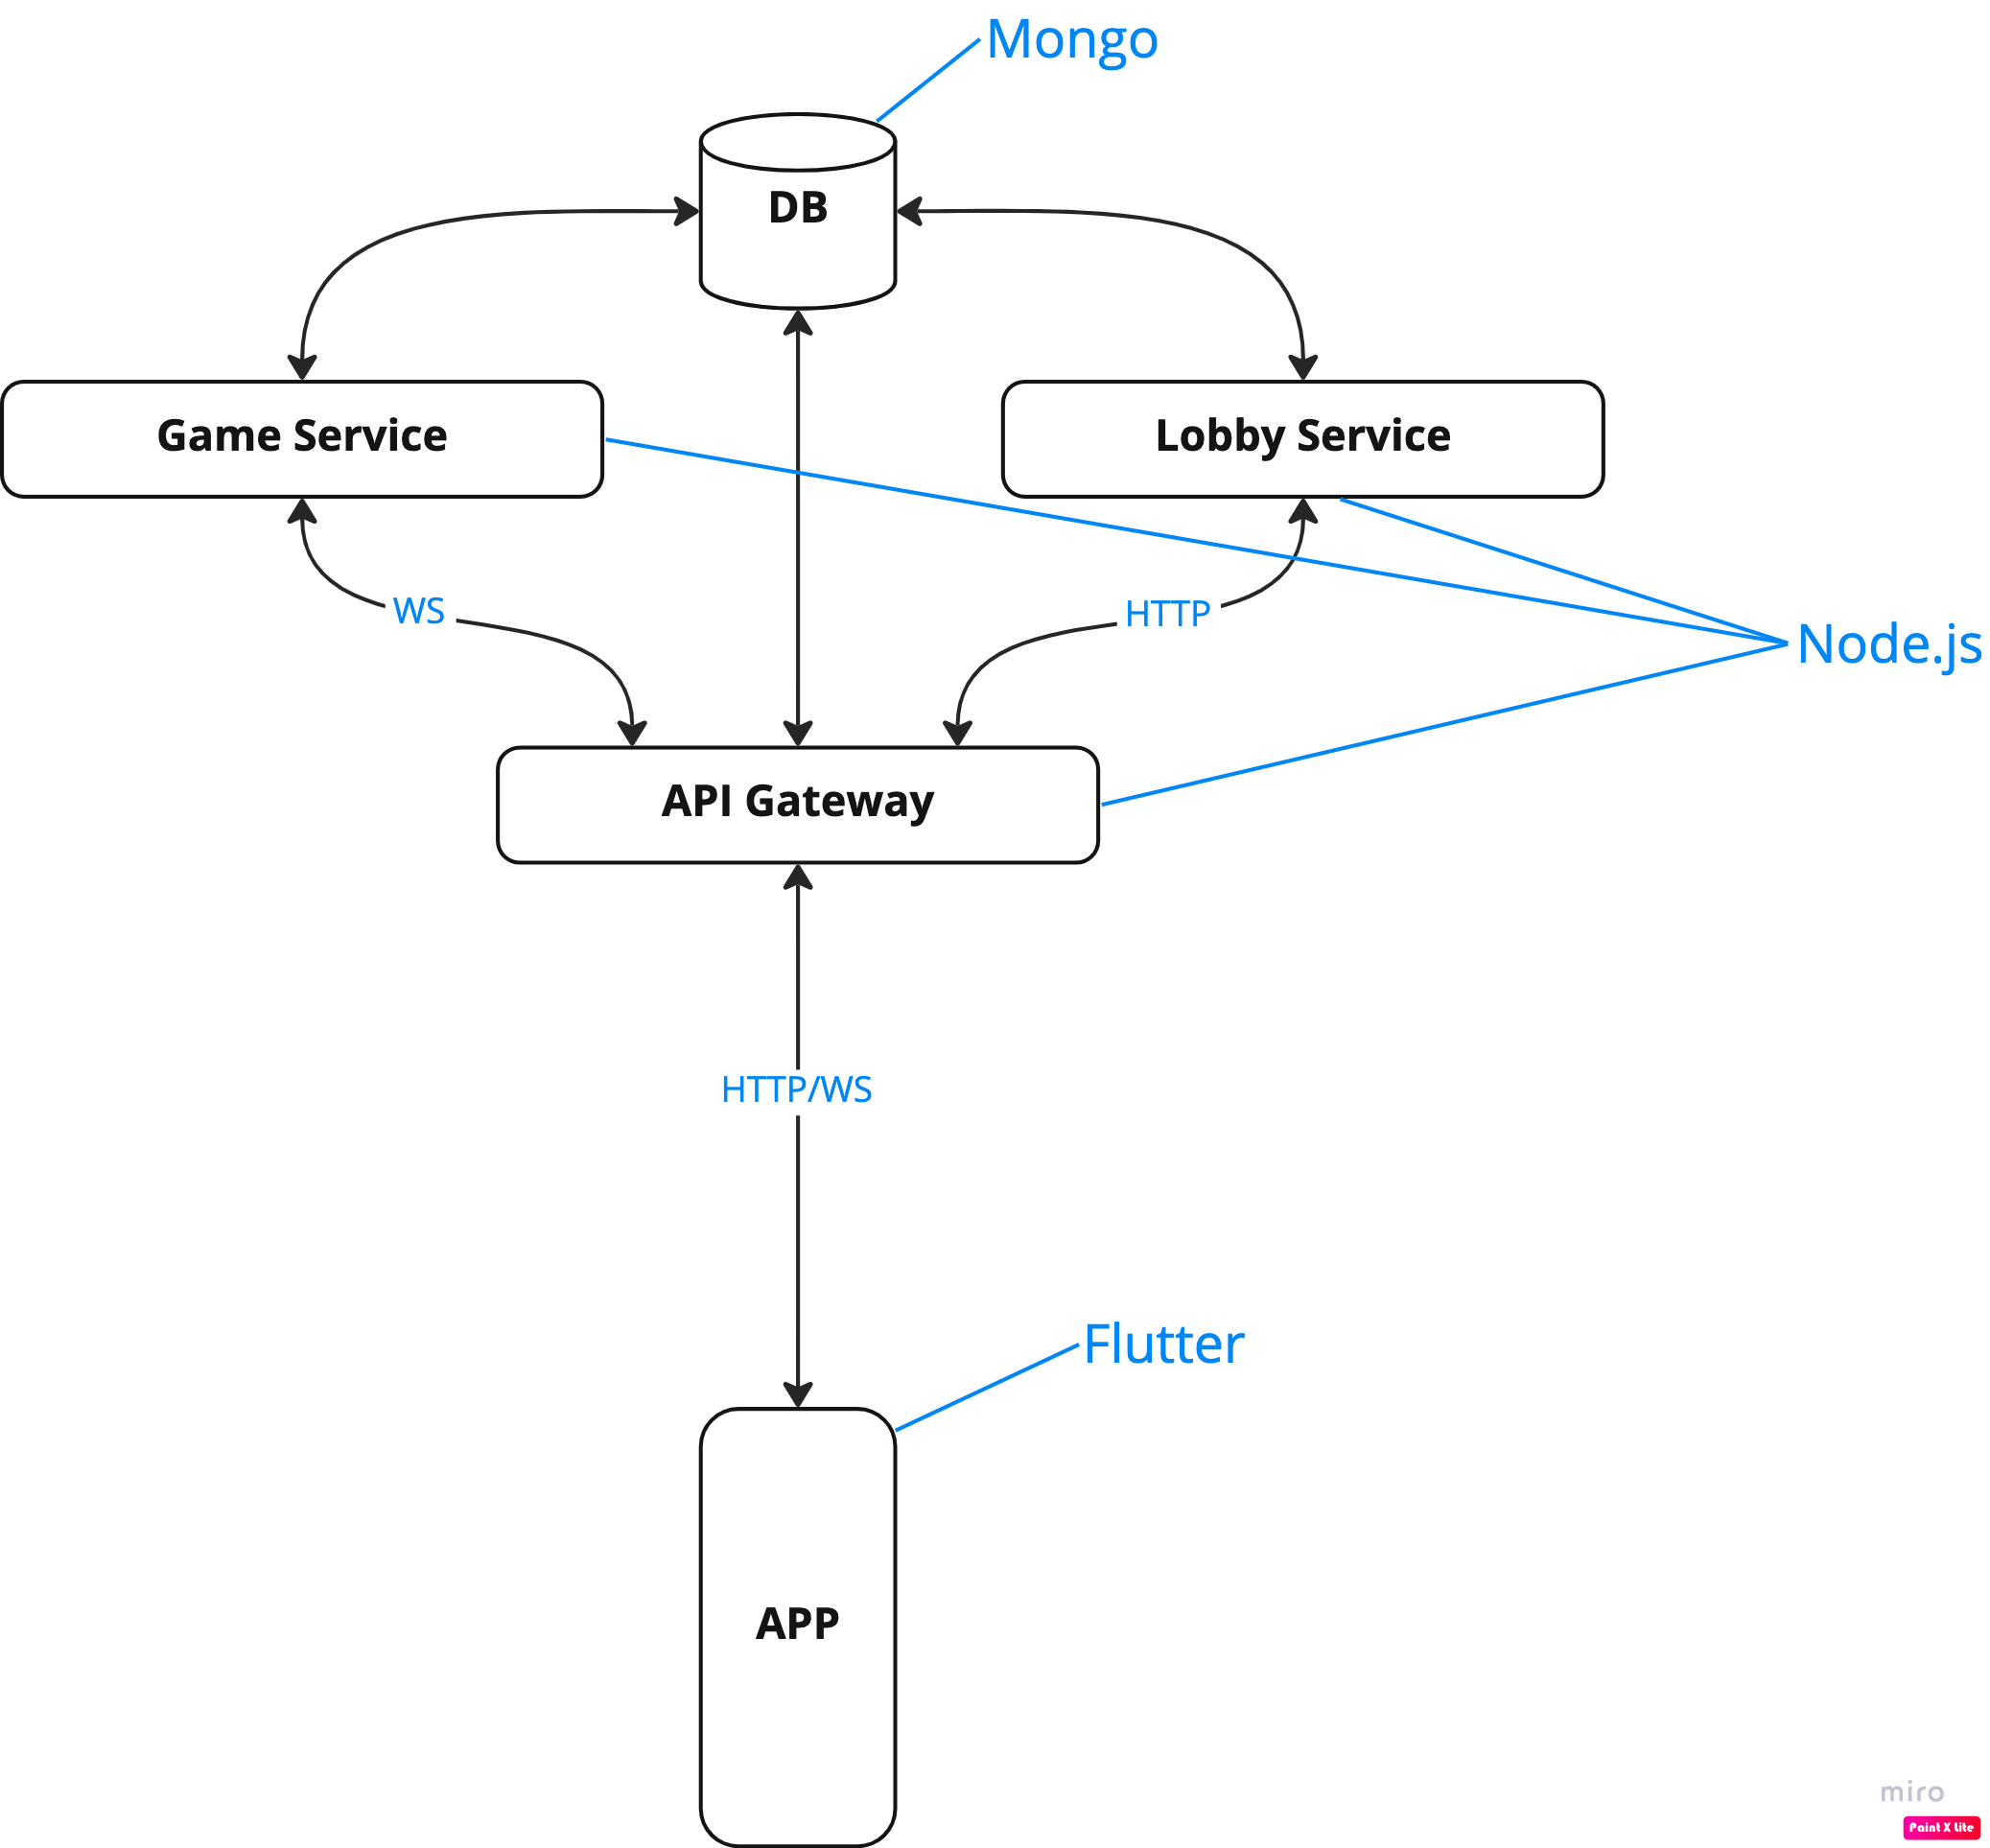 Mongo
DB
Game Service
Lobby Service
WS
HTTP
Node.js
API Gateway
HTTP/WS
Flutter
APP
miro
Paint X Lite